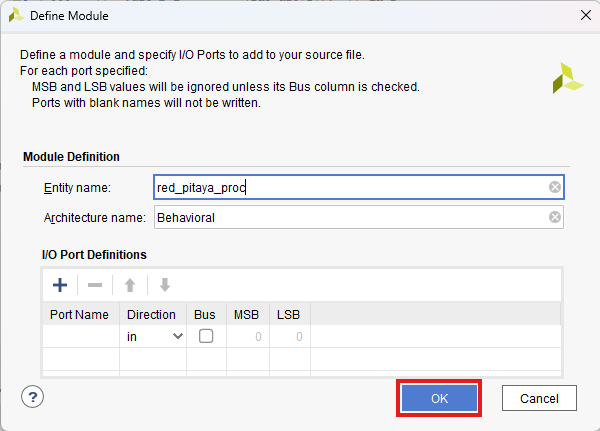 Define Module
Define a module and specify I/O Ports to add to your source file.
For each port specified:
MSB and LSB values will be ignored unless its Bus column is checked.
Ports with blank names will not be written.
Module Definition
Entity name: red_pitaya_proc
Architecture name: Behavioral
I/O Port Definitions
Port Name Direction Bus MSB LSB
in 0 0
? OK Cancel